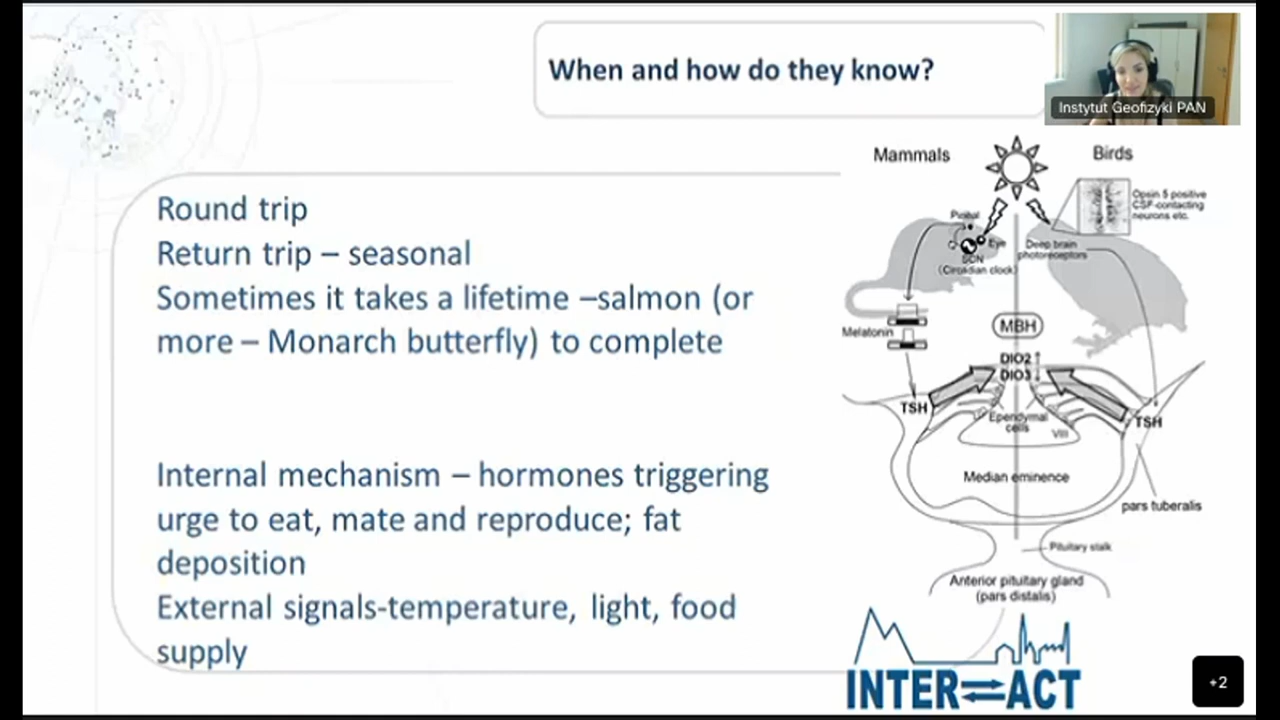 When and how do they know?
Instytut Geofizyki PAN
Round trip
Return trip – seasonal
Sometimes it takes a lifetime –salmon (or
more – Monarch butterfly) to complete
Internal mechanism – hormones triggering
urge to eat, mate and reproduce; fat
deposition
External signals-temperature, light, food
supply
Mammals
Birds
Opsin 5 positive
CSF-contacting
neurons etc.
Pineal
Eye
SCN
(Circadian clock)
Deep brain
photoreceptors
Melatonin
MBH
DIO2↑
DIO3↓
TSH
TSH
Ependymal
cells
VIII
Median eminence
pars tuberalis
Pituitary stalk
Anterior pituitary gland
(pars distalis)
INTER⇄ACT
+2